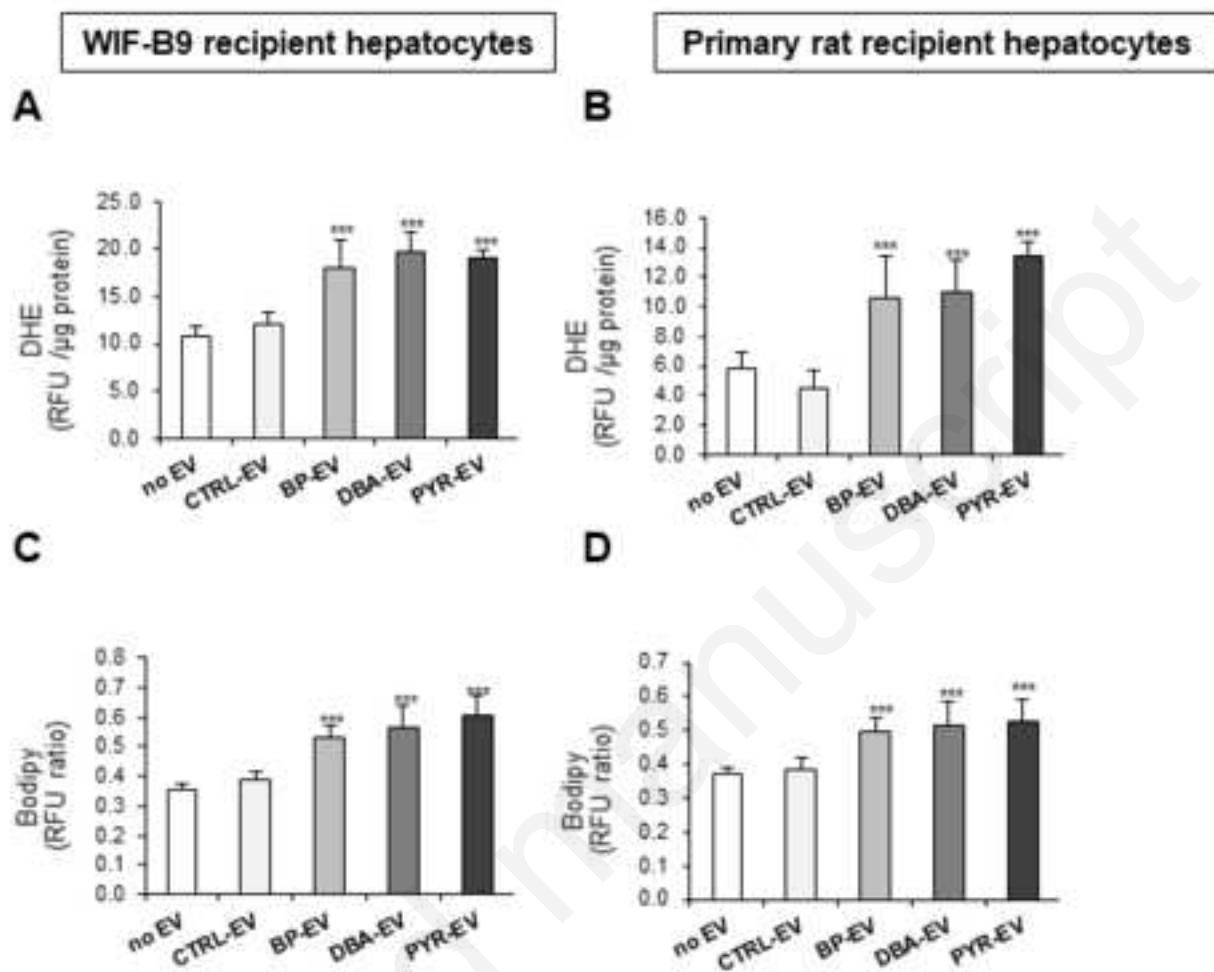 WIF-B9 recipient hepatocytes
Primary rat recipient hepatocytes
A
DHE
(RFU /µg protein)
25.0
20.0
15.0
10.0
5.0
0.0
***
***
***
no EV
CTRL-EV
BP-EV
DBA-EV
PYR-EV
B
DHE
(RFU /µg protein)
16.0
14.0
12.0
10.0
8.0
6.0
4.0
2.0
0.0
***
***
***
no EV
CTRL-EV
BP-EV
DBA-EV
PYR-EV
C
Bodipy
(RFU ratio)
0.8
0.7
0.6
0.5
0.4
0.3
0.2
0.1
0.0
***
***
***
no EV
CTRL-EV
BP-EV
DBA-EV
PYR-EV
D
Bodipy
(RFU ratio)
0.7
0.6
0.5
0.4
0.3
0.2
0.1
0.0
***
***
***
no EV
CTRL-EV
BP-EV
DBA-EV
PYR-EV
manuscript